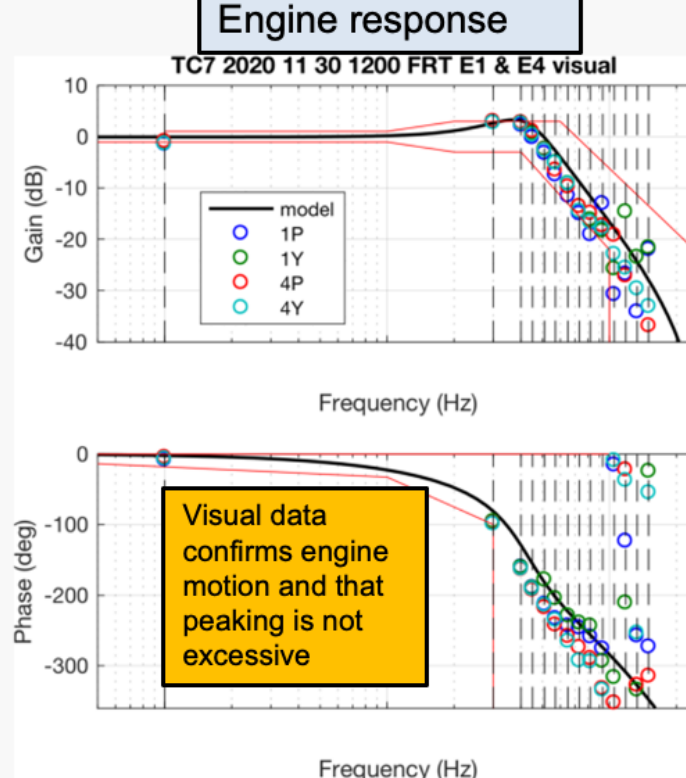 Engine response
TC7 2020 11 30 1200 FRT E1 & E4 visual
10
0
-10
-20
-30
-40
Gain (dB)
model
1P
1Y
4P
4Y
Frequency (Hz)
0
-100
-200
-300
Phase (deg)
Visual data
confirms engine
motion and that
peaking is not
excessive
Frequency (Hz)